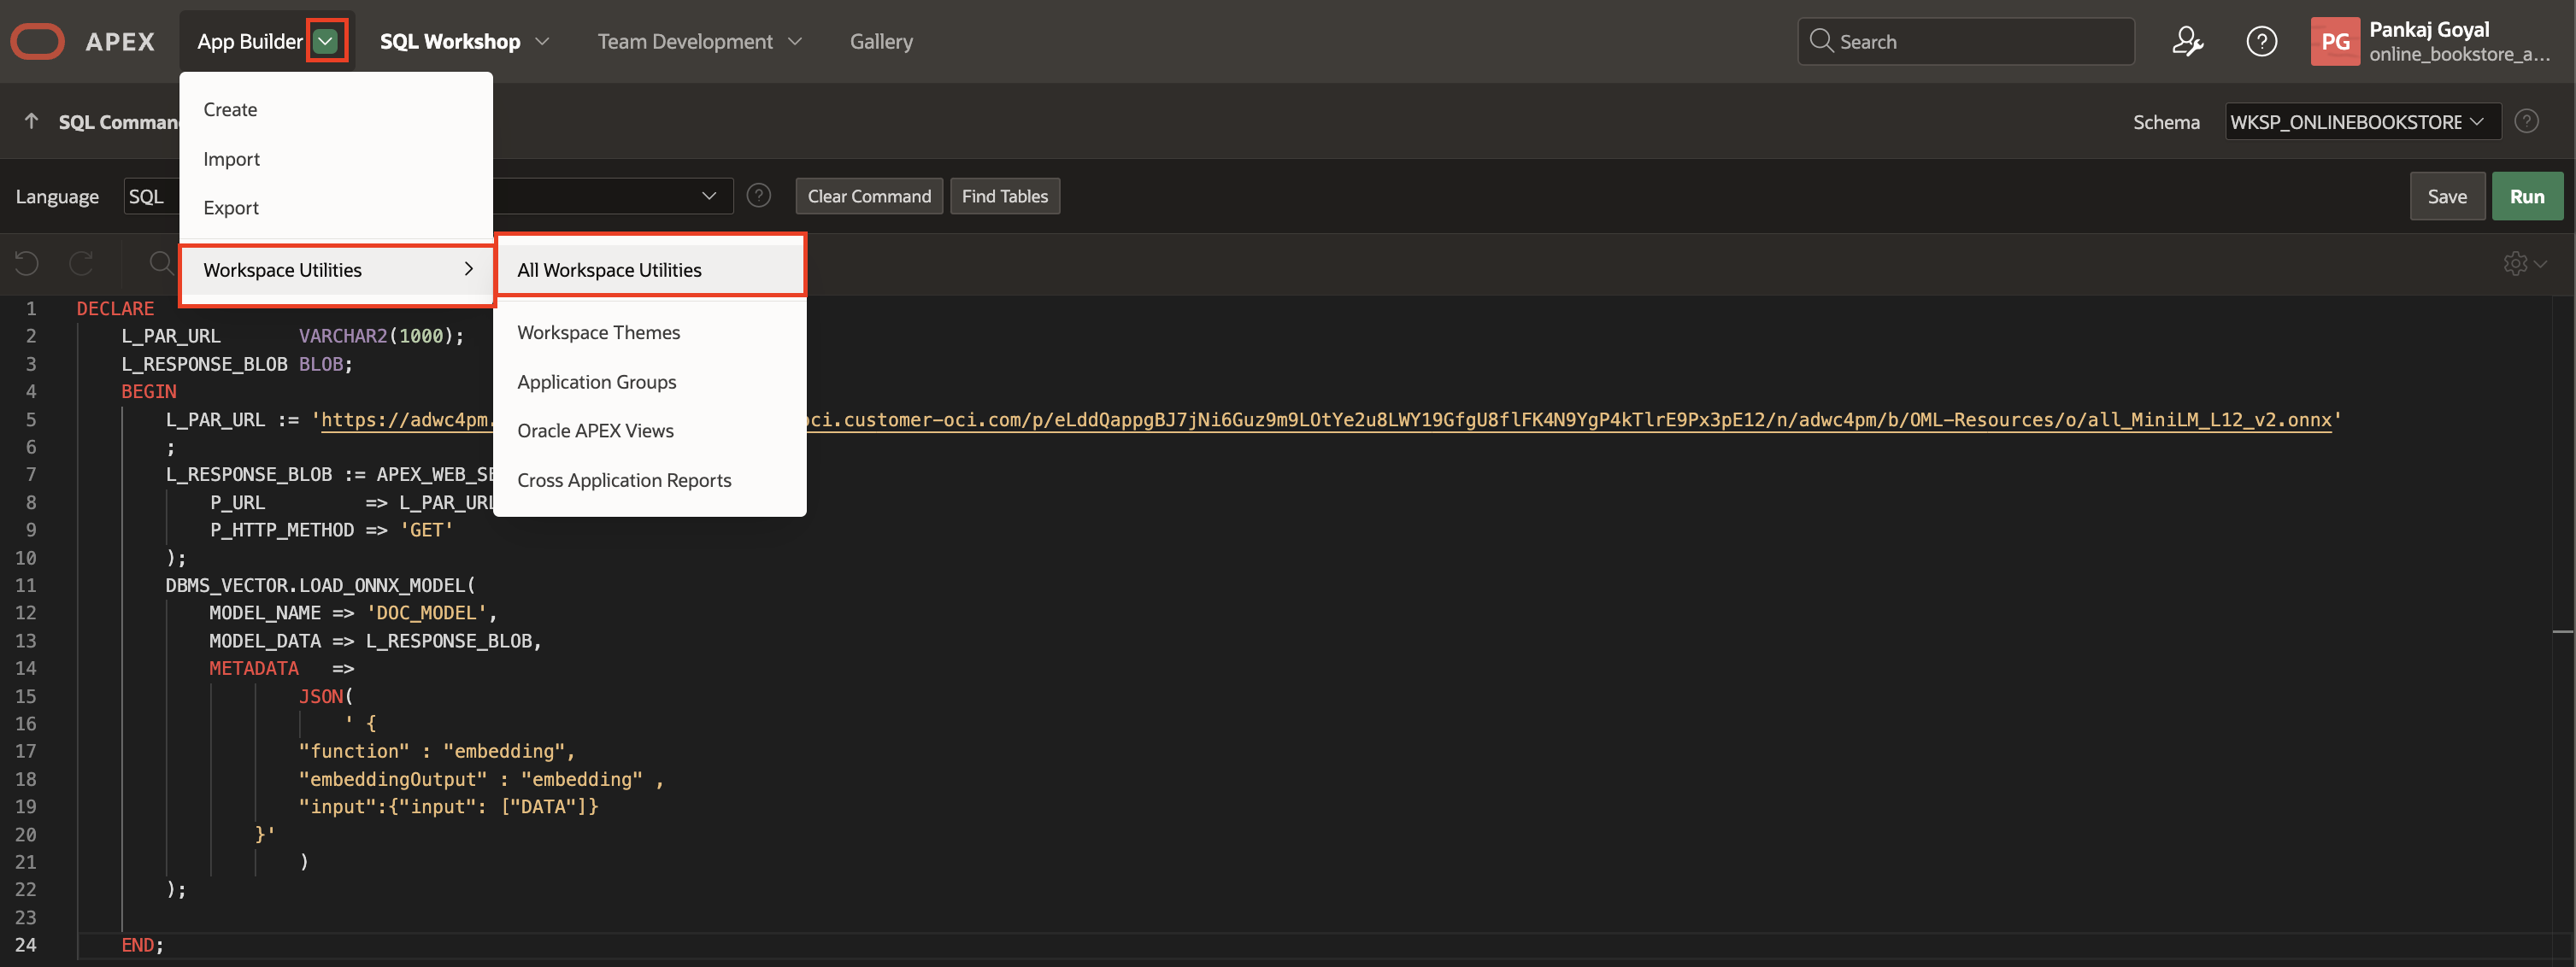 APEX
App Builder
SQL Workshop
Team Development
Gallery
Search
PG
Pankaj Goyal
online_bookstore_a...
SQL Comman
Schema
WKSP_ONLINEBOOKSTORE
Create
Import
Export
Workspace Utilities
Language
SQL
Clear Command
Find Tables
Save
Run
All Workspace Utilities
Workspace Themes
Application Groups
Oracle APEX Views
Cross Application Reports
1 DECLARE
2 L_PAR_URL VARCHAR2(1000);
3 L_RESPONSE_BLOB BLOB;
4 BEGIN
5 L_PAR_URL := 'https://adwc4pm. oci.customer-oci.com/p/eLddQappgBJ7jNi6Guz9m9LOtYe2u8LWY19GfgU8flFK4N9YgP4kTlrE9Px3pE12/n/adwc4pm/b/OML-Resources/o/all_MiniLM_L12_v2.onnx'
6 ;
7 L_RESPONSE_BLOB := APEX_WEB_SE
8 P_URL => L_PAR_URL
9 P_HTTP_METHOD => 'GET'
10 );
11 DBMS_VECTOR.LOAD_ONNX_MODEL(
12 MODEL_NAME => 'DOC_MODEL',
13 MODEL_DATA => L_RESPONSE_BLOB,
14 METADATA =>
15 JSON(
16 ' {
17 "function" : "embedding",
18 "embeddingOutput" : "embedding" ,
19 "input":{"input": ["DATA"]}
20 }'
21 )
22 );
23
24 END;